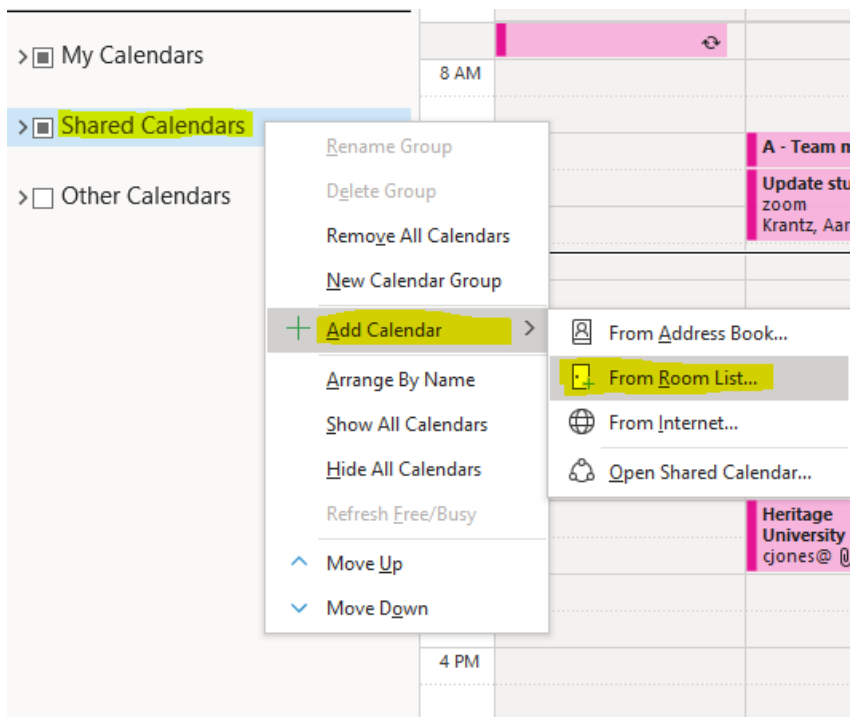 My Calendars
Shared Calendars
Other Calendars
8 AM
A - Team
Update
zoom
Krantz,
Rename Group
Delete Group
Remove All Calendars
New Calendar Group
Add Calendar
Arrange By Name
Show All Calendars
Hide All Calendars
Refresh Free/Busy
Move Up
Move Down
From Address Book...
From Room List...
From Internet...
Open Shared Calendar...
Heritage
University
cjones@
4 PM